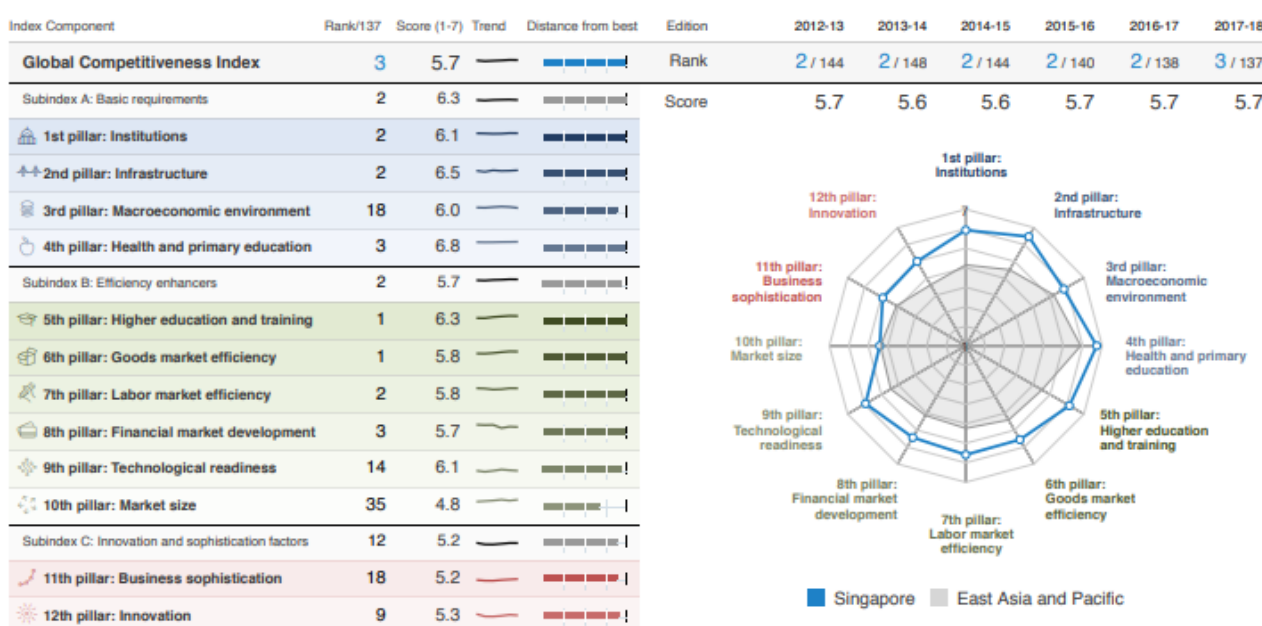 Index Component Rank/137 Score (1-7) Trend Distance from best
Global Competitiveness Index 3 5.7
Subindex A: Basic requirements 2 6.3
1st pillar: Institutions 2 6.1
2nd pillar: Infrastructure 2 6.5
3rd pillar: Macroeconomic environment 18 6.0
4th pillar: Health and primary education 3 6.8
Subindex B: Efficiency enhancers 2 5.7
5th pillar: Higher education and training 1 6.3
6th pillar: Goods market efficiency 1 5.8
7th pillar: Labor market efficiency 2 5.8
8th pillar: Financial market development 3 5.7
9th pillar: Technological readiness 14 6.1
10th pillar: Market size 35 4.8
Subindex C: Innovation and sophistication factors 12 5.2
11th pillar: Business sophistication 18 5.2
12th pillar: Innovation 9 5.3
Edition 2012-13 2013-14 2014-15 2015-16 2016-17 2017-18
Rank 2 / 144 2 / 148 2 / 144 2 / 140 2 / 138 3 / 137
Score 5.7 5.6 5.6 5.7 5.7 5.7
1st pillar:
Institutions
2nd pillar:
Infrastructure
3rd pillar:
Macroeconomic
environment
4th pillar:
Health and primary
education
5th pillar:
Higher education
and training
6th pillar:
Goods market
efficiency
7th pillar:
Labor market
efficiency
8th pillar:
Financial market
development
9th pillar:
Technological
readiness
10th pillar:
Market size
11th pillar:
Business
sophistication
12th pillar:
Innovation
7
Singapore East Asia and Pacific